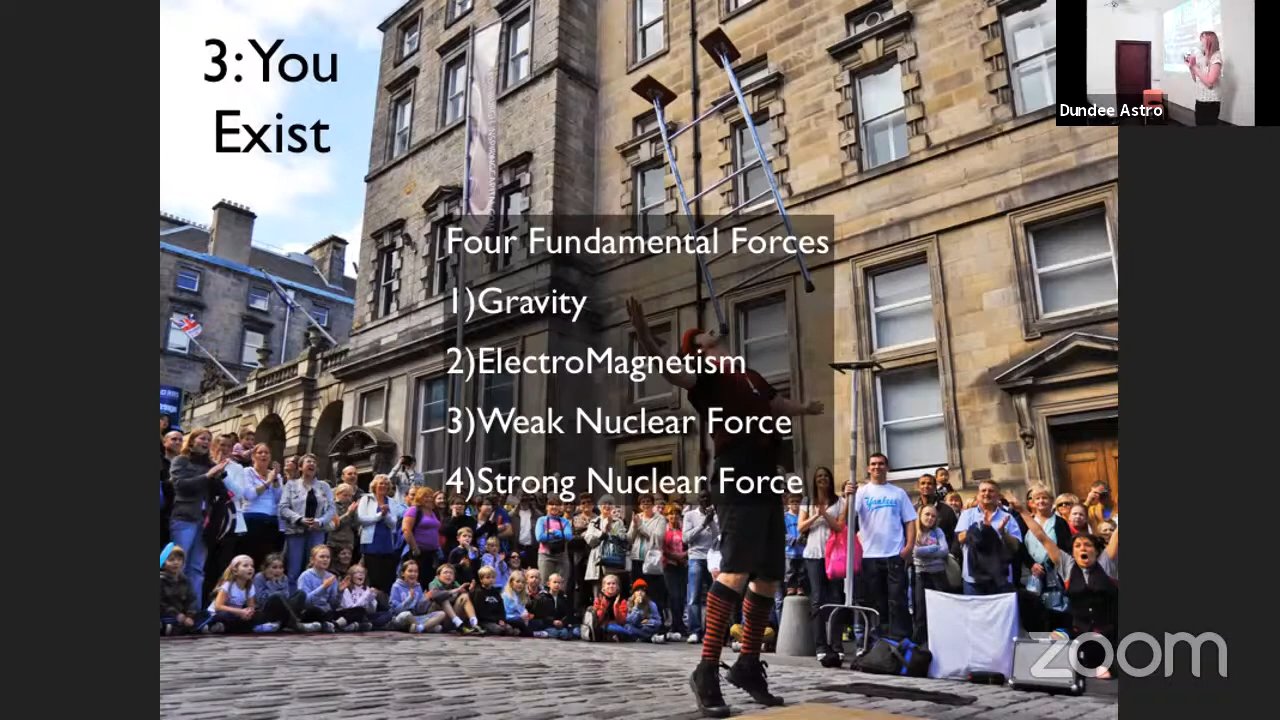 3: You
Exist
Dundee Astro
Four Fundamental Forces
1)Gravity
2)ElectroMagnetism
3)Weak Nuclear Force
4)Strong Nuclear Force
Yankees
zoom